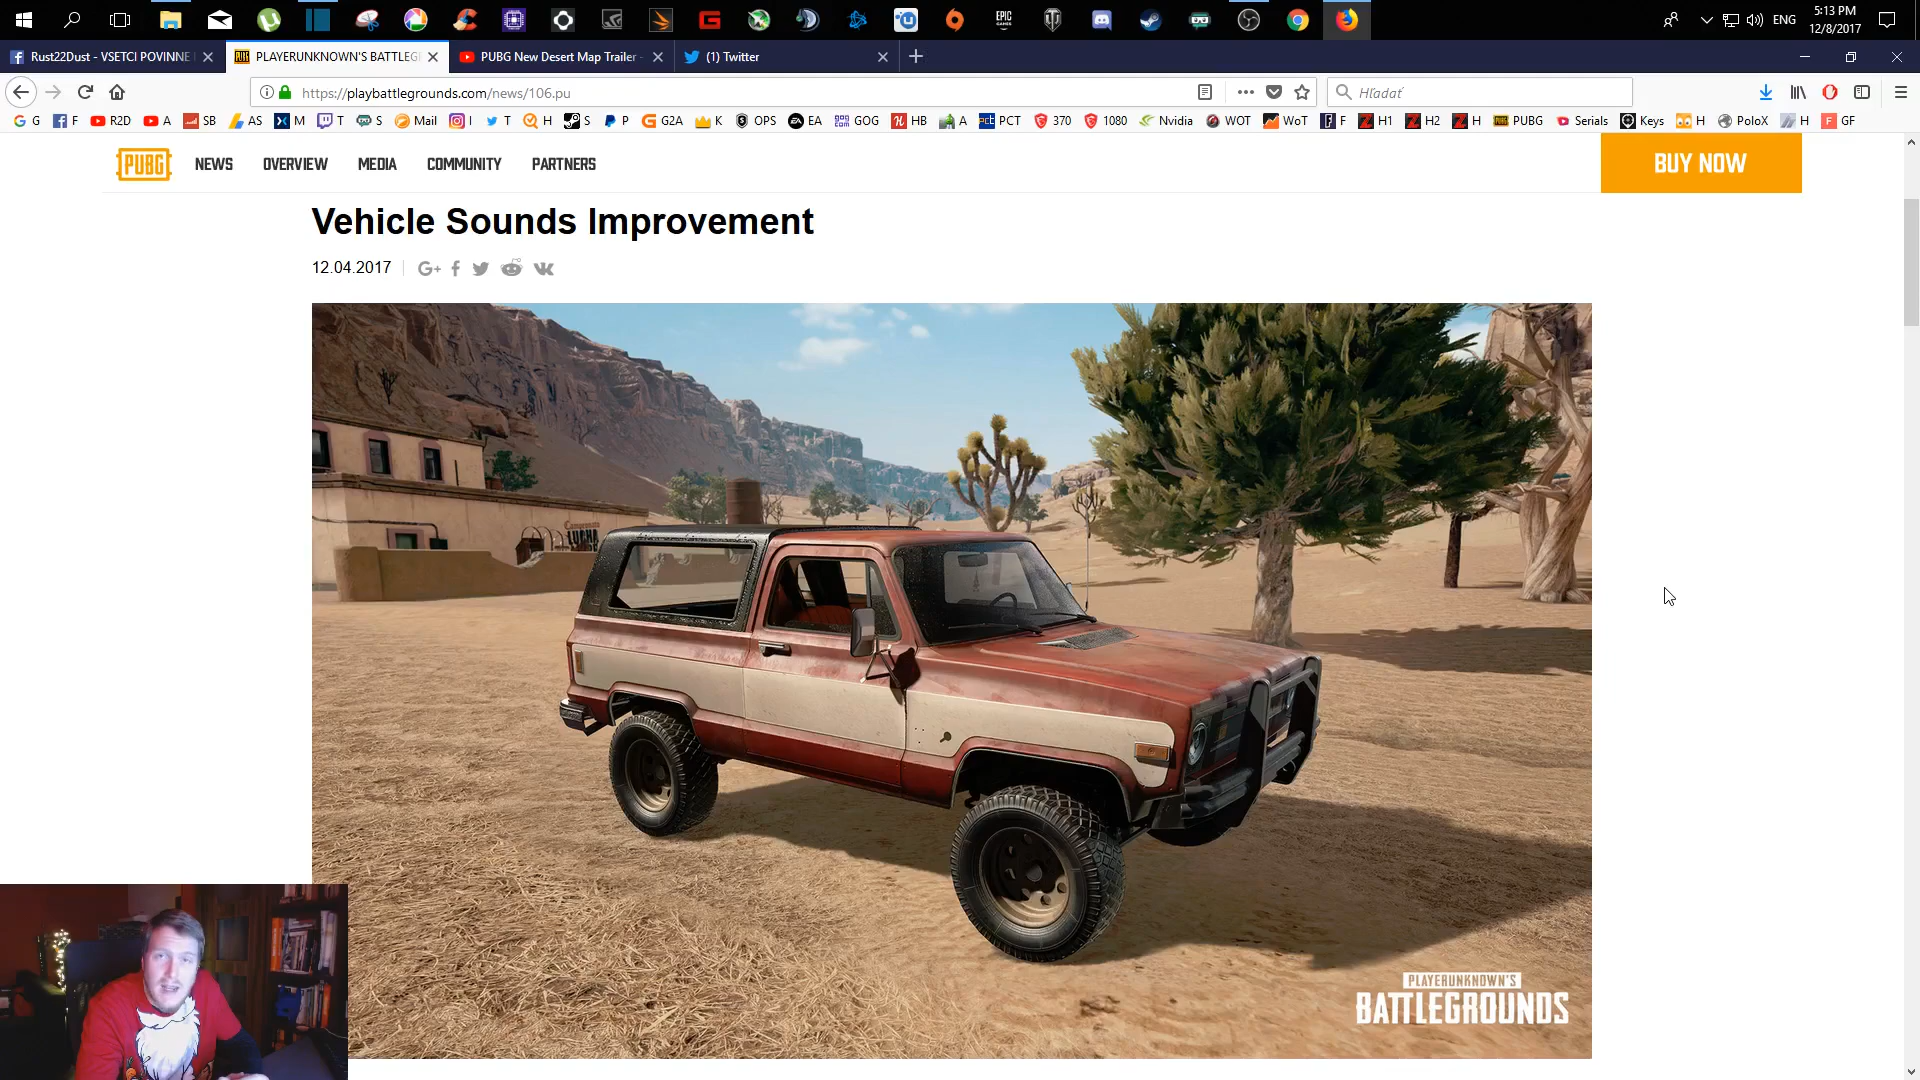 5:13 PM
ENG
12/8/2017
Rust22Dust - VSETCI POVINNE
PLAYERUNKNOWN'S BATTLEG
PUBG New Desert Map Trailer -
(1) Twitter
https://playbattlegrounds.com/news/106.pu
Hľadať
G F R2D A SB AS M T S Mail I T H S P G2A K OPS EA GOG HB A PCT 370 1080 Nvidia WOT WoT F H1 H2 H PUBG Serials Keys H PoloX H GF
PUBG NEWS OVERVIEW MEDIA COMMUNITY PARTNERS BUY NOW
Vehicle Sounds Improvement
12.04.2017
PLAYERUNKNOWN'S
BATTLEGROUNDS